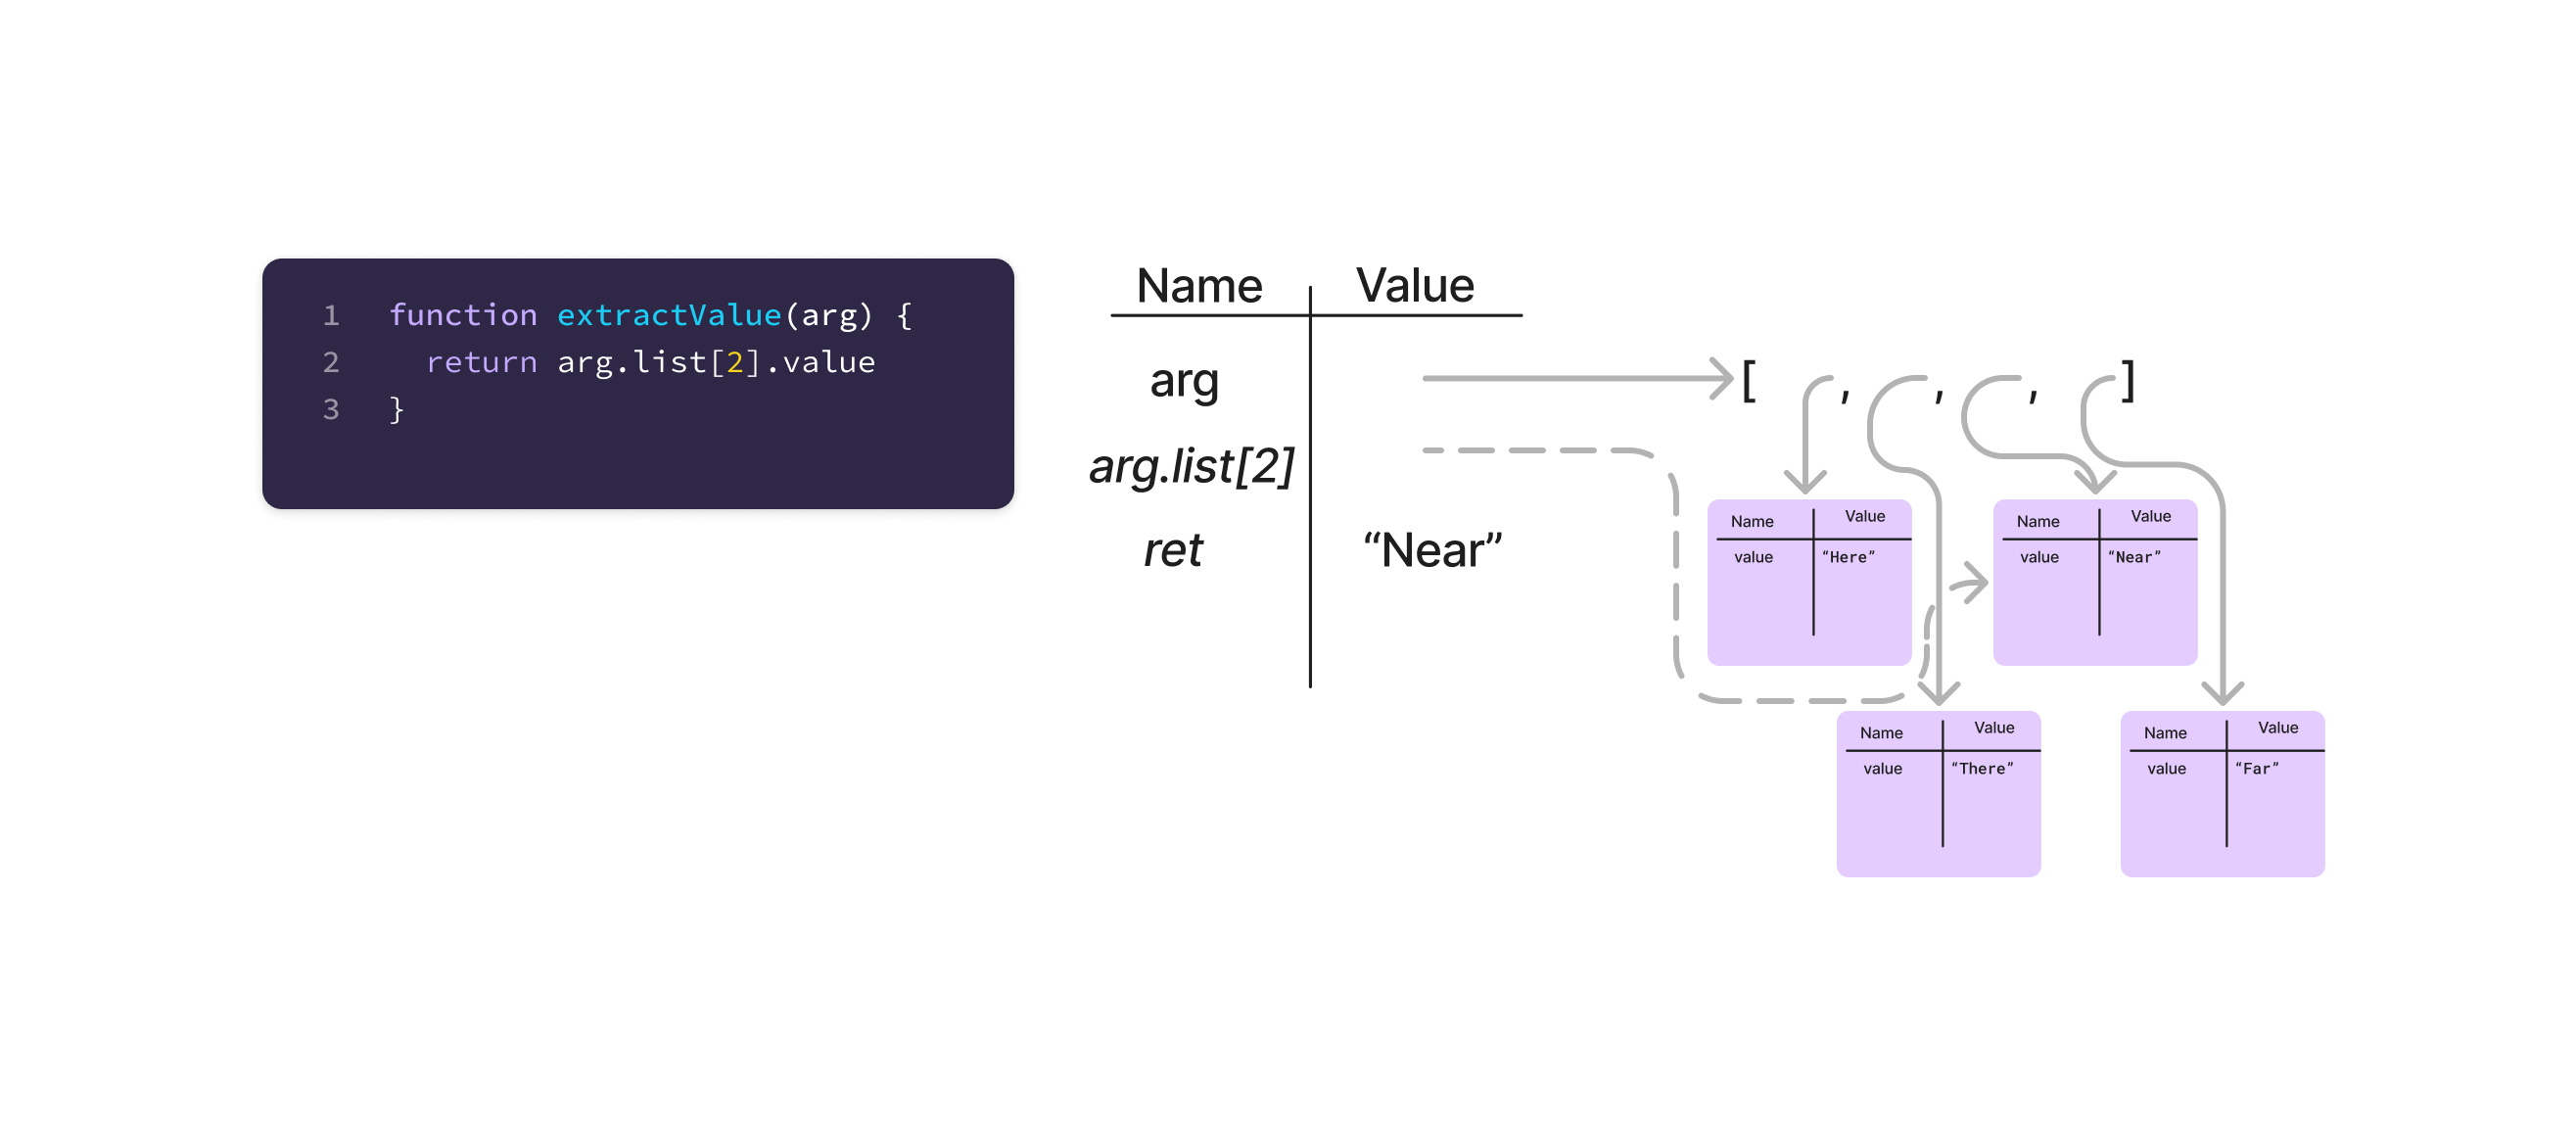 1 function extractValue(arg) {
2 return arg.list[2].value
3 }
Name Value
arg
arg.list[2]
ret “Near”
[ , , , ]
Name Value
value “Here”
Name Value
value “Near”
Name Value
value “There”
Name Value
value “Far”